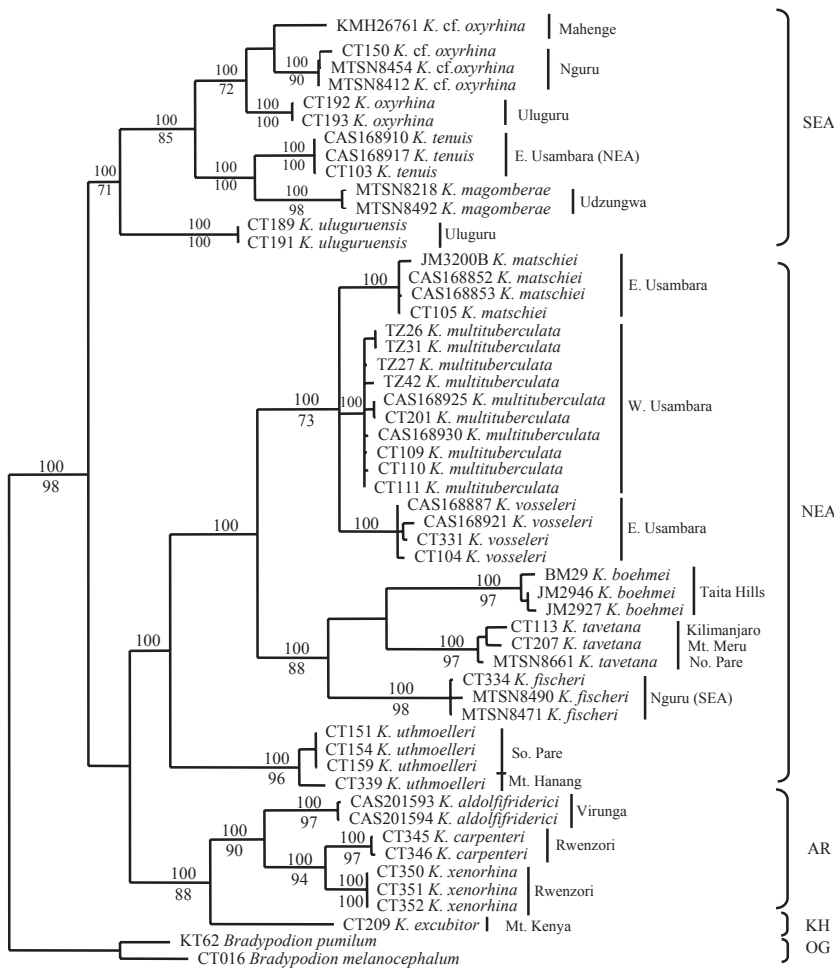 KMH26761 K. cf. oxyrhina
Mahenge
CT150 K. cf. oxyrhina
MTSN8454 K. cf.oxyrhina
MTSN8412 K. cf. oxyrhina
Nguru
100
90
100
72
CT192 K. oxyrhina
CT193 K. oxyrhina
Uluguru
100
100
100
85
CAS168910 K. tenuis
CAS168917 K. tenuis
CT103 K. tenuis
E. Usambara (NEA)
100
100
100
100
MTSN8218 K. magomberae
MTSN8492 K. magomberae
Udzungwa
100
98
100
71
CT189 K. uluguruensis
CT191 K. uluguruensis
Uluguru
100
100
SEA
JM3200B K. matschiei
CAS168852 K. matschiei
CAS168853 K. matschiei
CT105 K. matschiei
E. Usambara
100
TZ26 K. multituberculata
TZ31 K. multituberculata
TZ27 K. multituberculata
TZ42 K. multituberculata
CAS168925 K. multituberculata
CT201 K. multituberculata
CAS168930 K. multituberculata
CT109 K. multituberculata
CT110 K. multituberculata
CT111 K. multituberculata
W. Usambara
100
100
73
CAS168887 K. vosseleri
CAS168921 K. vosseleri
CT331 K. vosseleri
CT104 K. vosseleri
E. Usambara
100
100
98
NEA
100
BM29 K. boehmei
JM2946 K. boehmei
JM2927 K. boehmei
Taita Hills
100
97
CT113 K. tavetana
CT207 K. tavetana
MTSN8661 K. tavetana
Kilimanjaro
Mt. Meru
No. Pare
100
97
100
88
CT334 K. fischeri
MTSN8490 K. fischeri
MTSN8471 K. fischeri
Nguru (SEA)
100
98
100
CT151 K. uthmoelleri
CT154 K. uthmoelleri
CT159 K. uthmoelleri
CT339 K. uthmoelleri
So. Pare
Mt. Hanang
100
96
CAS201593 K. aldolfifriderici
CAS201594 K. aldolfifriderici
Virunga
100
97
100
90
CT345 K. carpenteri
CT346 K. carpenteri
Rwenzori
100
97
100
94
CT350 K. xenorhina
CT351 K. xenorhina
CT352 K. xenorhina
Rwenzori
100
100
100
88
AR
CT209 K. excubitor
Mt. Kenya
KH
KT62 Bradypodion pumilum
CT016 Bradypodion melanocephalum
OG